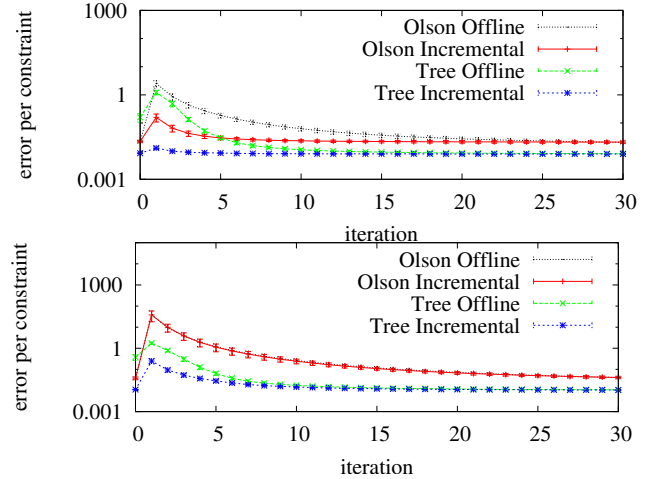 1000
1
0.001
error per constraint
Olson Offline
Olson Incremental
Tree Offline
Tree Incremental
0 5 10 15 20 25 30
iteration
1000
1
0.001
error per constraint
Olson Offline
Olson Incremental
Tree Offline
Tree Incremental
0 5 10 15 20 25 30
iteration